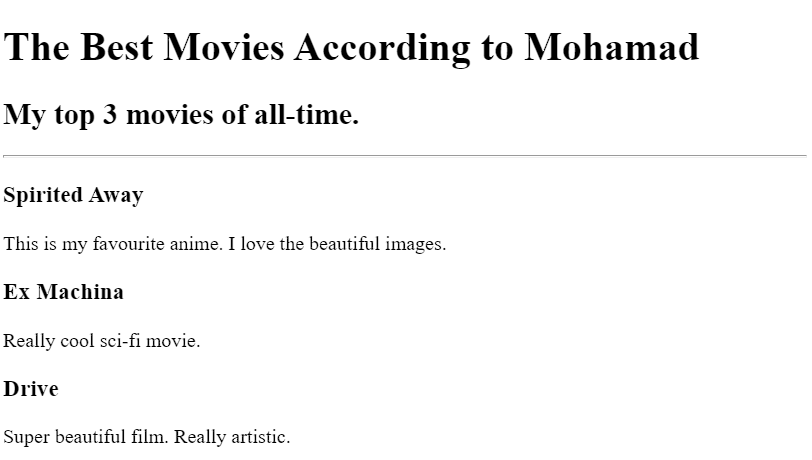 The Best Movies According to Mohamad
My top 3 movies of all-time.
Spirited Away
This is my favourite anime. I love the beautiful images.
Ex Machina
Really cool sci-fi movie.
Drive
Super beautiful film. Really artistic.